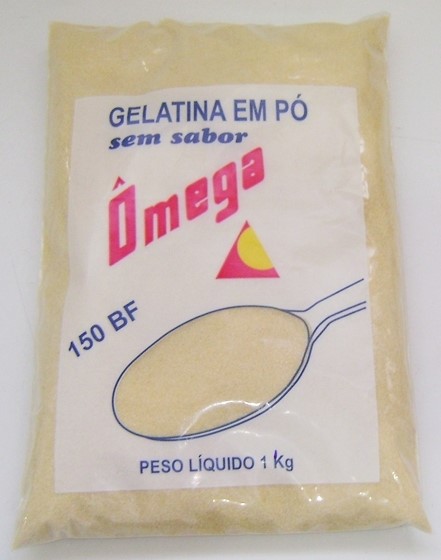 GELATINA EM PÓ
sem sabor
Ômega
150 BF
PESO LÍQUIDO 1 Kg